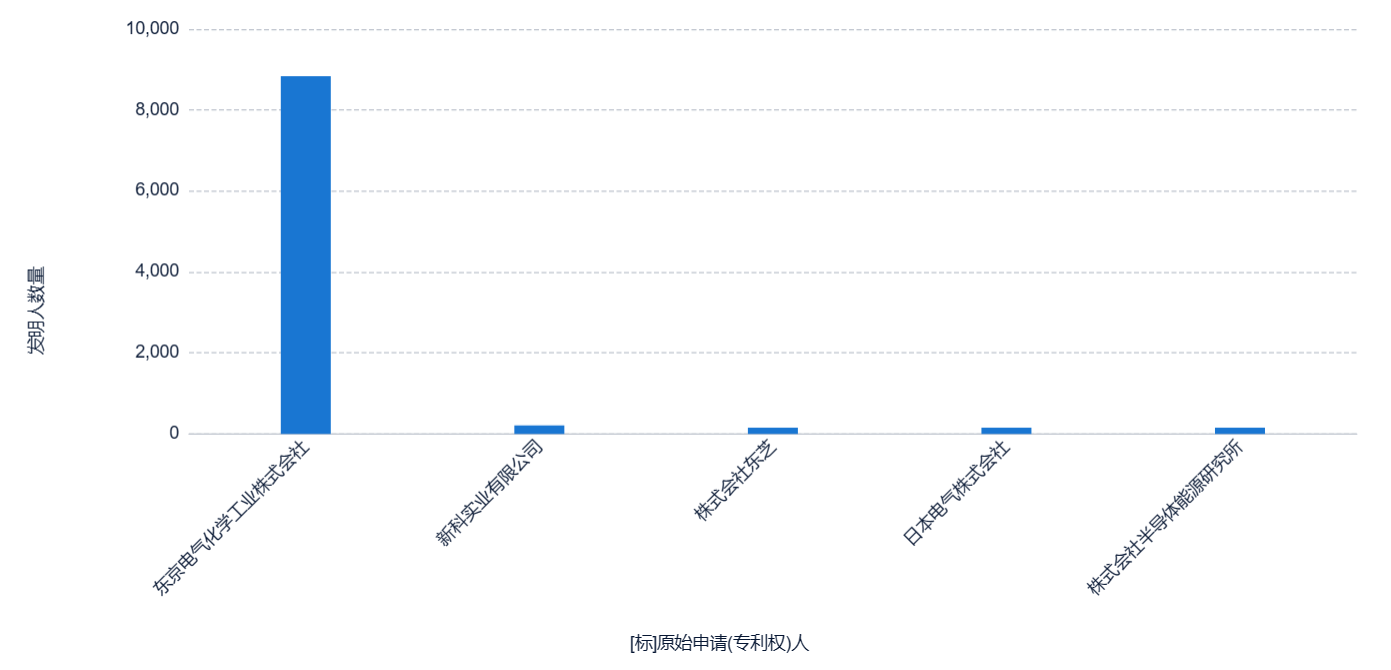 10,000
8,000
6,000
4,000
2,000
0
发明人数量
东京电气化学工业株式会社
新科实业有限公司
株式会社东芝
日本电气株式会社
株式会社半导体能源研究所
[标]原始申请(专利权)人